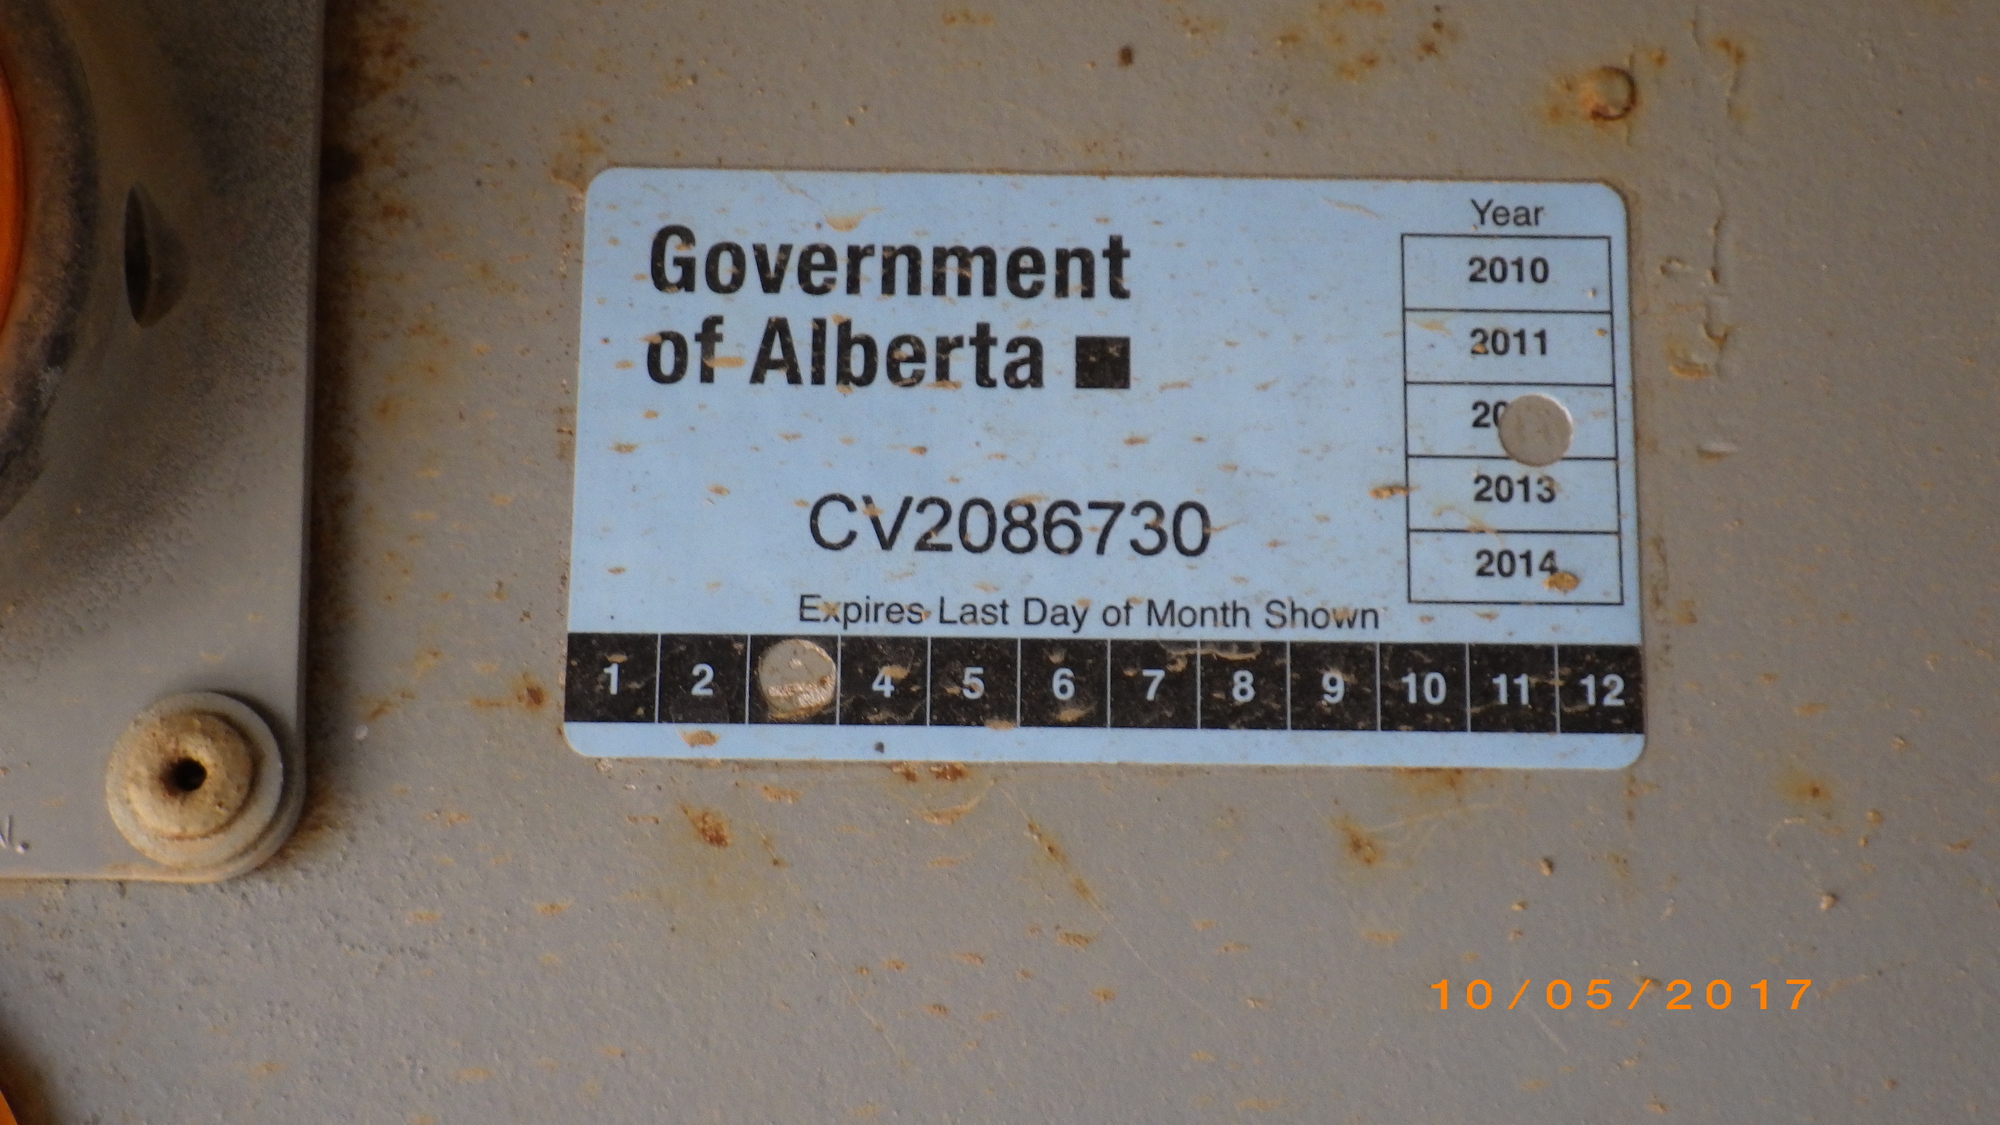 Government
of Alberta
CV2086730
Expires Last Day of Month Shown
Year
2010
2011
20
2013
2014
1 2 4 5 6 7 8 9 10 11 12
10/05/2017